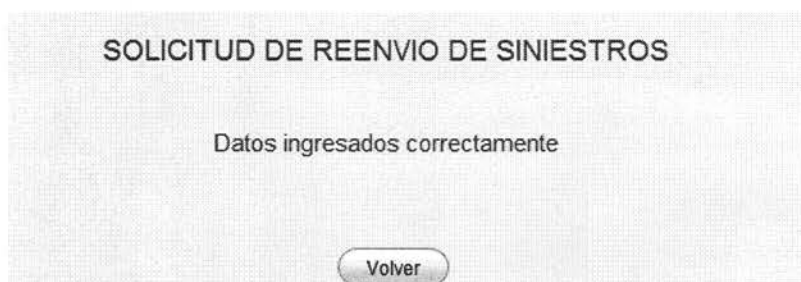 SOLICITUD DE REENVIO DE SINIESTROS
Datos ingresados correctamente
Volver